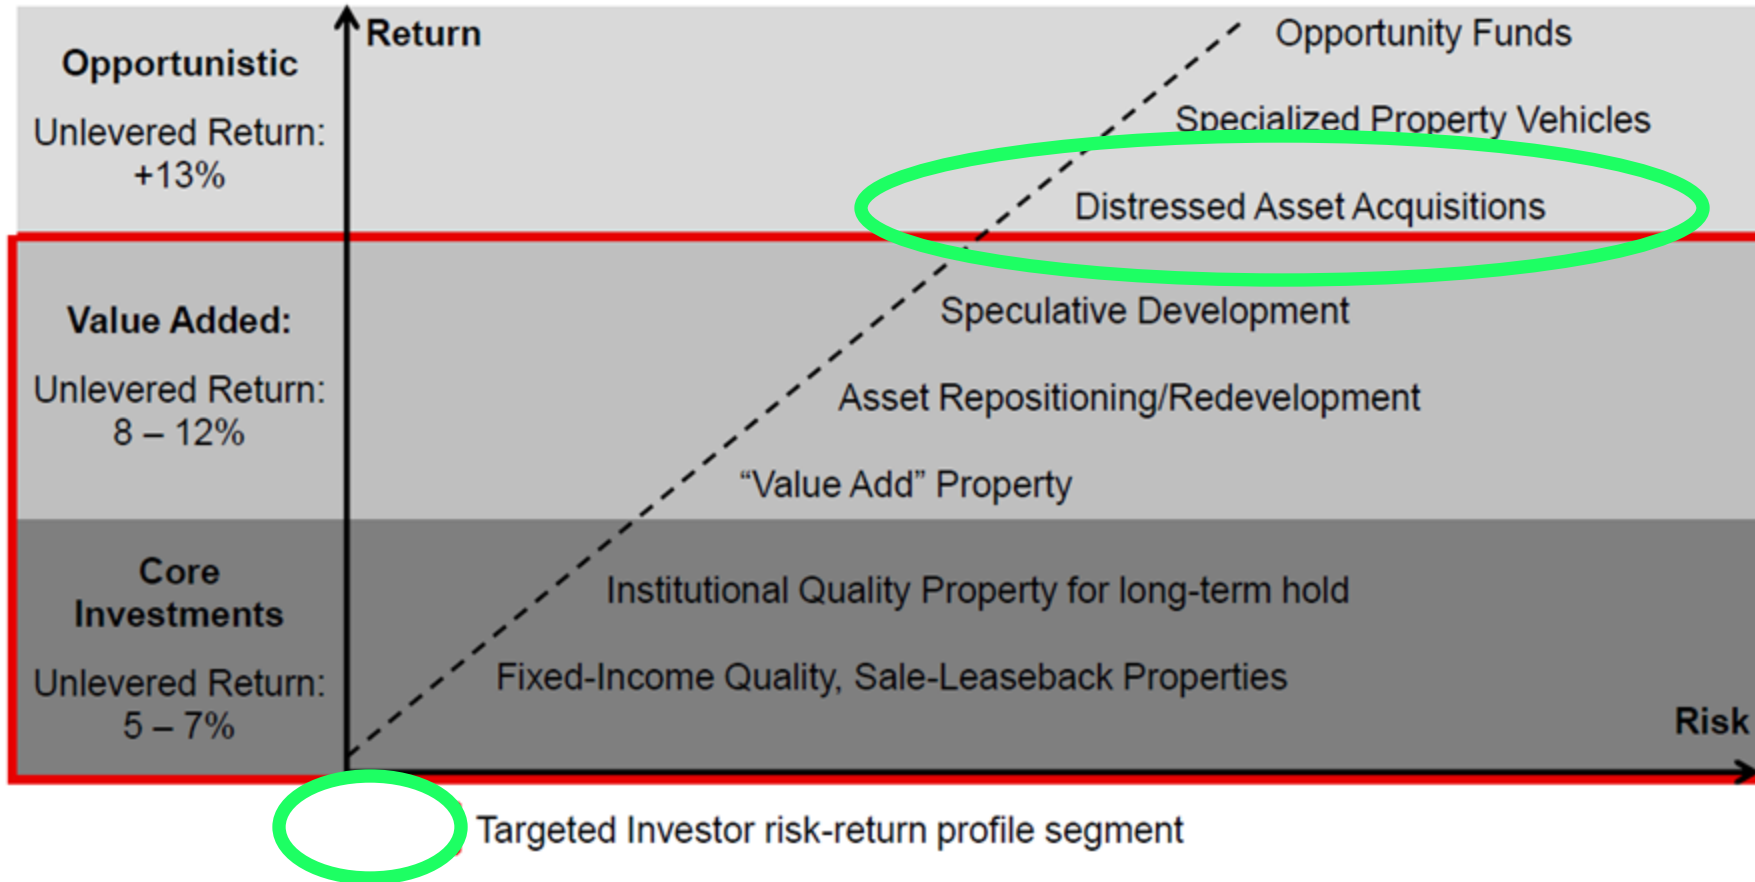 Return
Opportunistic
Unlevered Return:
+13%
Opportunity Funds
Specialized Property Vehicles
Distressed Asset Acquisitions
Value Added:
Unlevered Return:
8 – 12%
Speculative Development
Asset Repositioning/Redevelopment
“Value Add” Property
Core
Investments
Unlevered Return:
5 – 7%
Institutional Quality Property for long-term hold
Fixed-Income Quality, Sale-Leaseback Properties
Risk
Targeted Investor risk-return profile segment